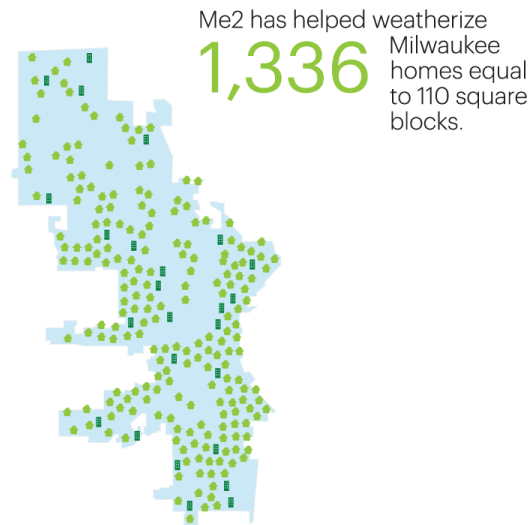 Me2 has helped weatherize
1,336 Milwaukee
homes equal
to 110 square
blocks.